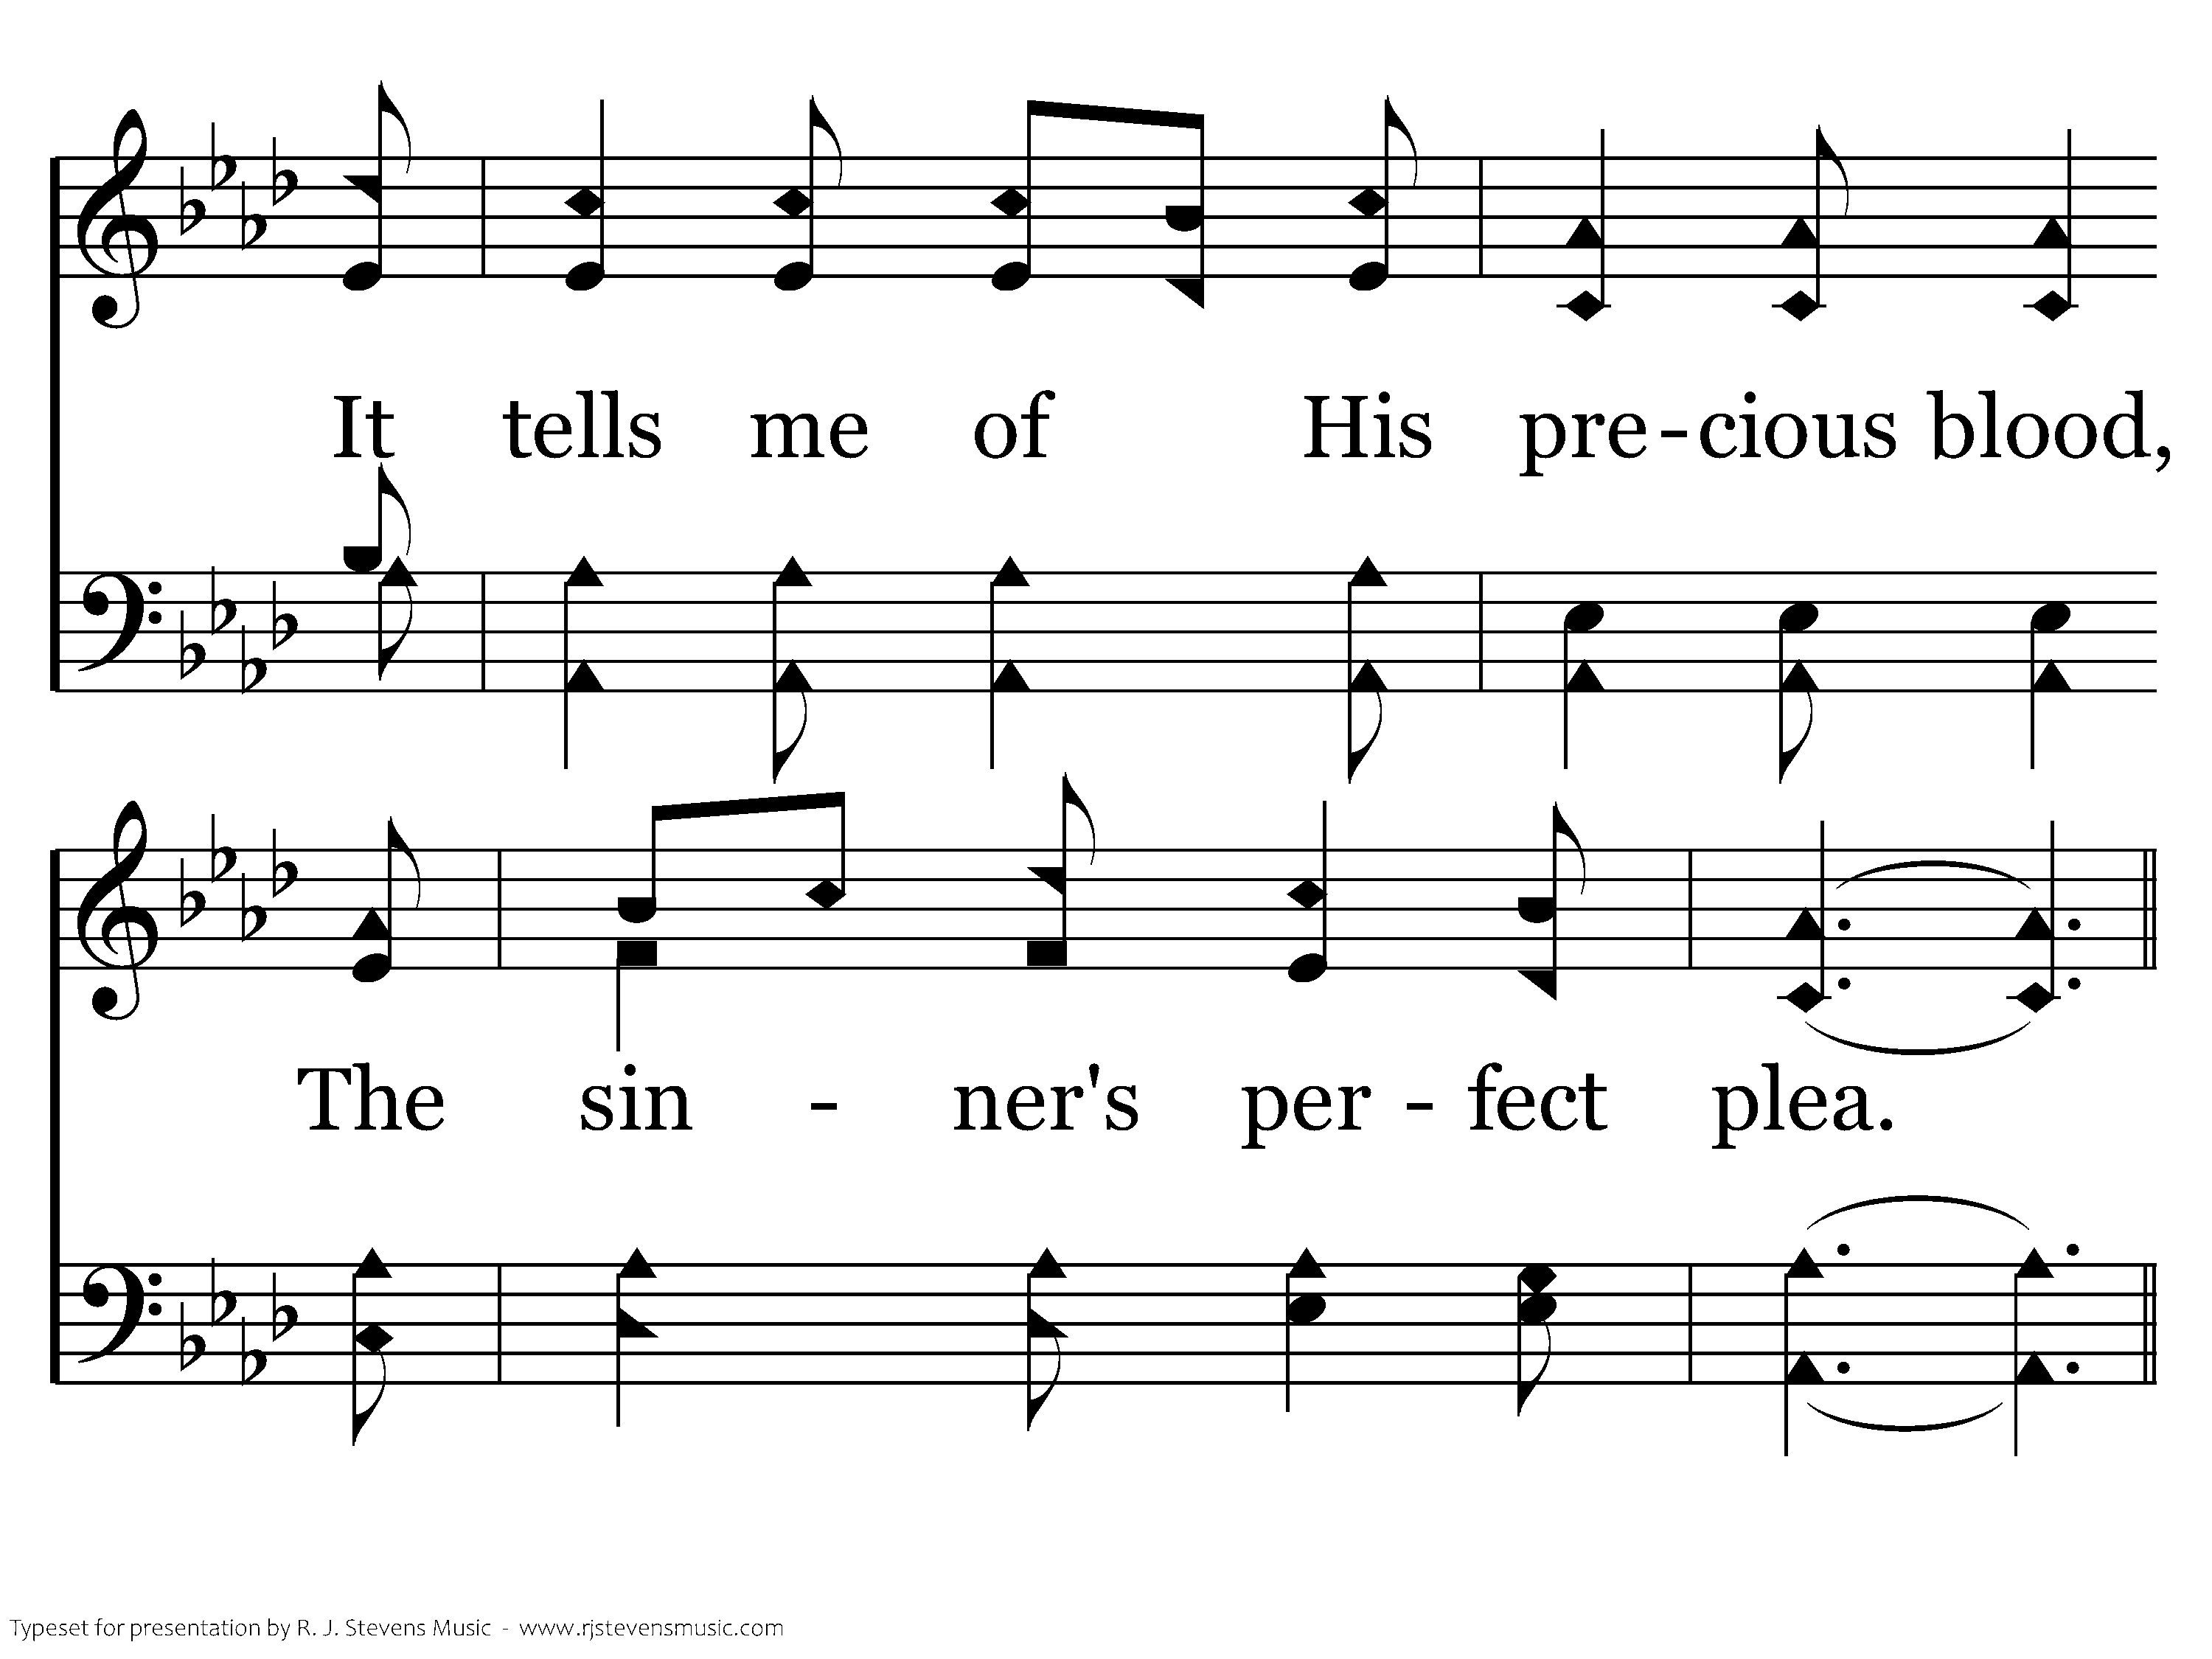 It tells me of His pre-cious blood,
The sin - ner's per - fect plea.
Typeset for presentation by R. J. Stevens Music - www.rjstevensmusic.com